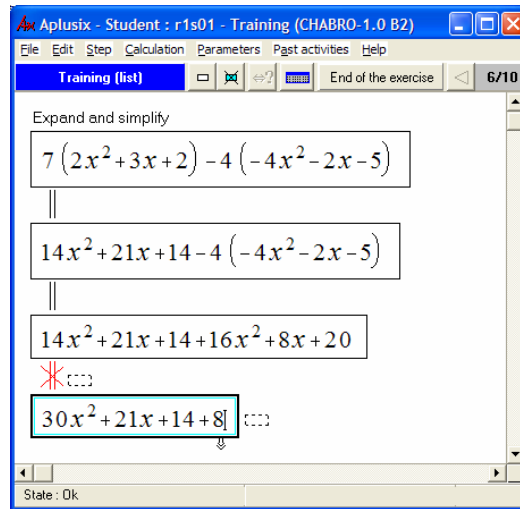 Aplusix - Student : r1s01 - Training (CHABRO-1.0 B2)
File Edit Step Calculation Parameters Past activities Help
Training (list) ⇔? End of the exercise 6/10
Expand and simplify
7(2x²+3x+2)-4(-4x²-2x-5)
||
14x²+21x+14-4(-4x²-2x-5)
||
14x²+21x+14+16x²+8x+20
30x²+21x+14+8
State : Ok